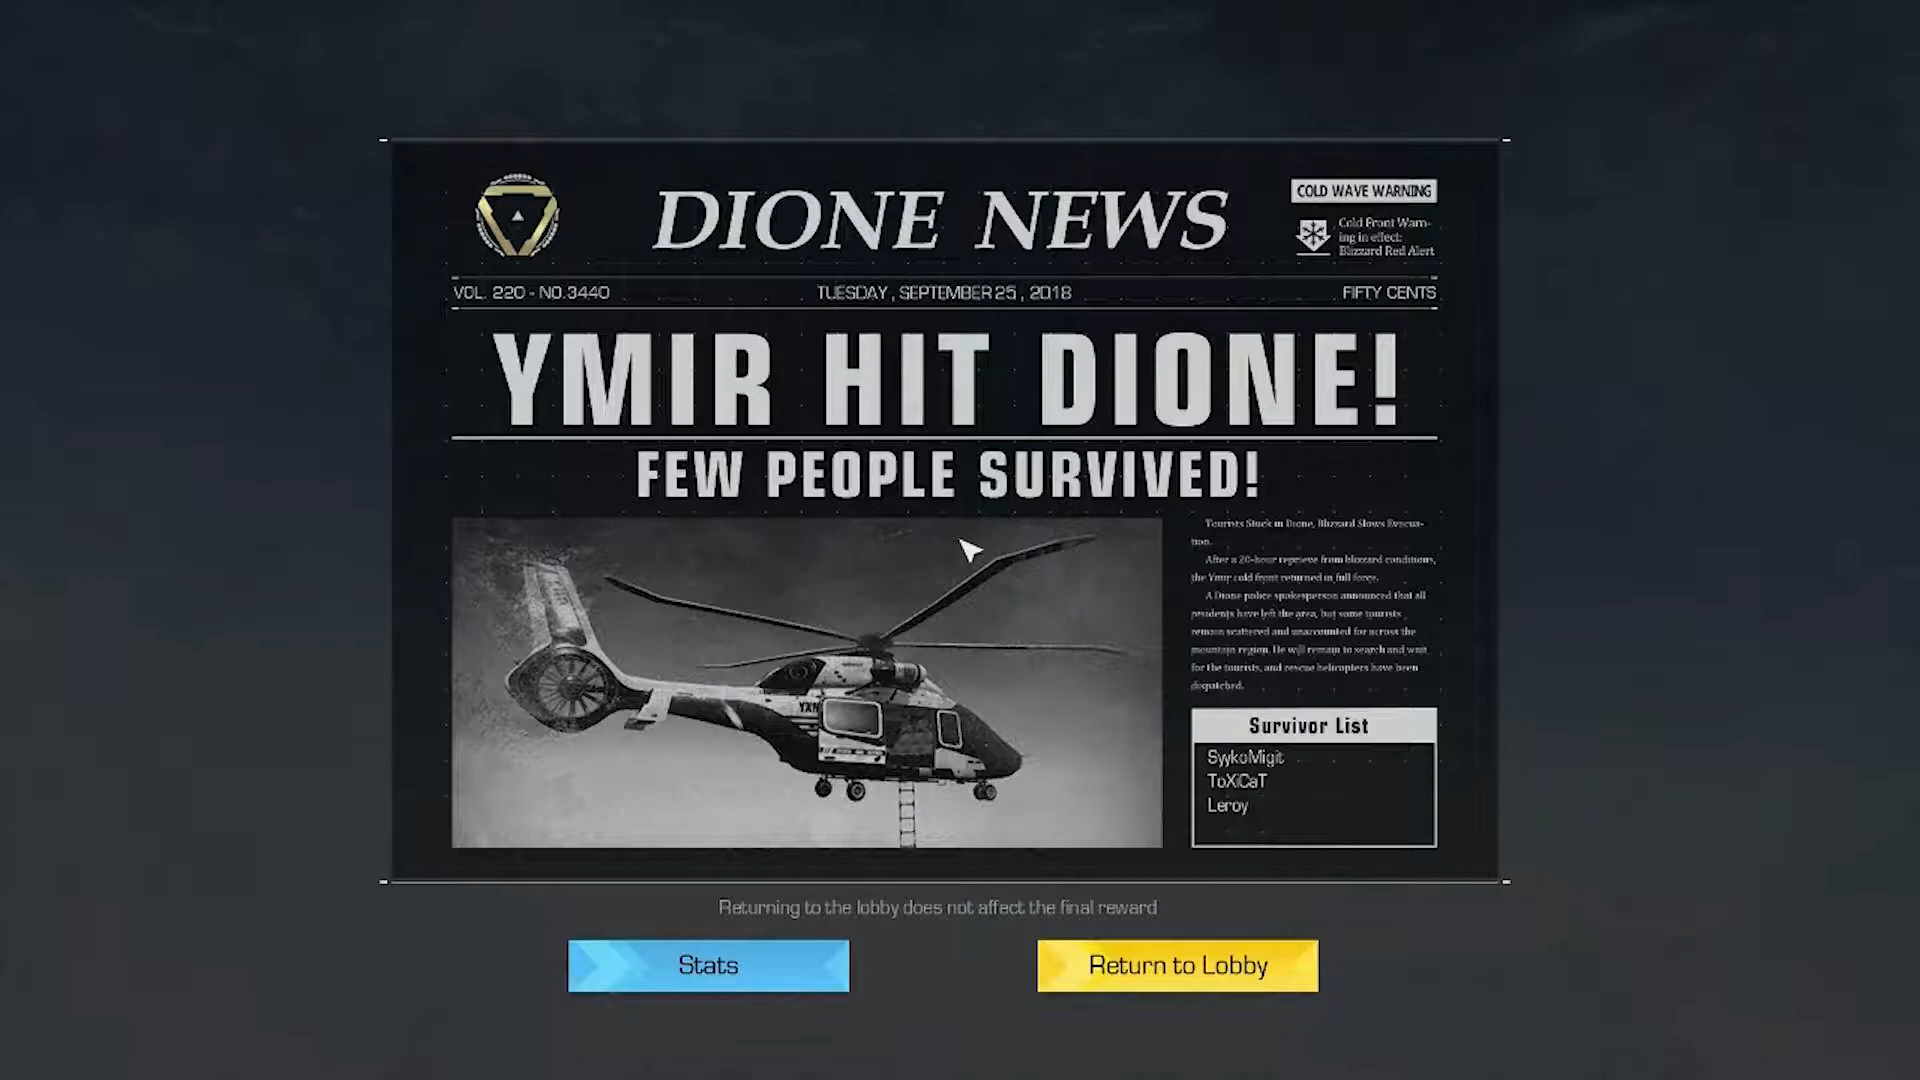 DIONE NEWS
COLD WAVE WARNING
Cold Front Warn-
ing in effect:
Blizzard Red Alert
VOL. 220 - NO.3440
TUESDAY, SEPTEMBER 25, 2018
FIFTY CENTS
YMIR HIT DIONE!
FEW PEOPLE SURVIVED!
Tourists Stuck in Dione, Blizzard Slows Evacua-
tion.
After a 20-hour reprieve from blizzard conditions,
the Ymir cold front returned in full force.
A Dione police spokesperson announced that all
residents have left the area, but some tourists
remain scattered and unaccounted for across the
mountain region. He will remain to search and wait
for the tourists, and rescue helicopters have been
dispatched.
Survivor List
SyykoMigit
ToXiCaT
Leroy
Returning to the lobby does not affect the final reward
Stats
Return to Lobby